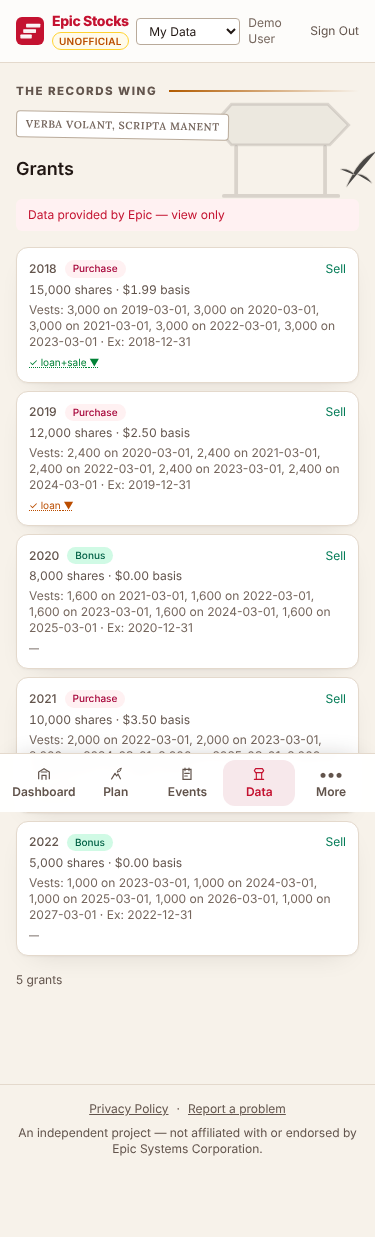 Epic Stocks
UNOFFICIAL
My Data
Demo User
Sign Out
THE RECORDS WING
VERBA VOLANT, SCRIPTA MANENT
Grants
Data provided by Epic — view only
2018 Purchase Sell
15,000 shares · $1.99 basis
Vests: 3,000 on 2019-03-01, 3,000 on 2020-03-01,
3,000 on 2021-03-01, 3,000 on 2022-03-01, 3,000 on
2023-03-01 · Ex: 2018-12-31
✓ loan+sale ▼
2019 Purchase Sell
12,000 shares · $2.50 basis
Vests: 2,400 on 2020-03-01, 2,400 on 2021-03-01,
2,400 on 2022-03-01, 2,400 on 2023-03-01, 2,400 on
2024-03-01 · Ex: 2019-12-31
✓ loan ▼
2020 Bonus Sell
8,000 shares · $0.00 basis
Vests: 1,600 on 2021-03-01, 1,600 on 2022-03-01,
1,600 on 2023-03-01, 1,600 on 2024-03-01, 1,600 on
2025-03-01 · Ex: 2020-12-31
—
2021 Purchase Sell
10,000 shares · $3.50 basis
Vests: 2,000 on 2022-03-01, 2,000 on 2023-03-01,
Dashboard
Plan
Events
Data
More
2022 Bonus Sell
5,000 shares · $0.00 basis
Vests: 1,000 on 2023-03-01, 1,000 on 2024-03-01,
1,000 on 2025-03-01, 1,000 on 2026-03-01, 1,000 on
2027-03-01 · Ex: 2022-12-31
—
5 grants
Privacy Policy · Report a problem
An independent project — not affiliated with or endorsed by
Epic Systems Corporation.